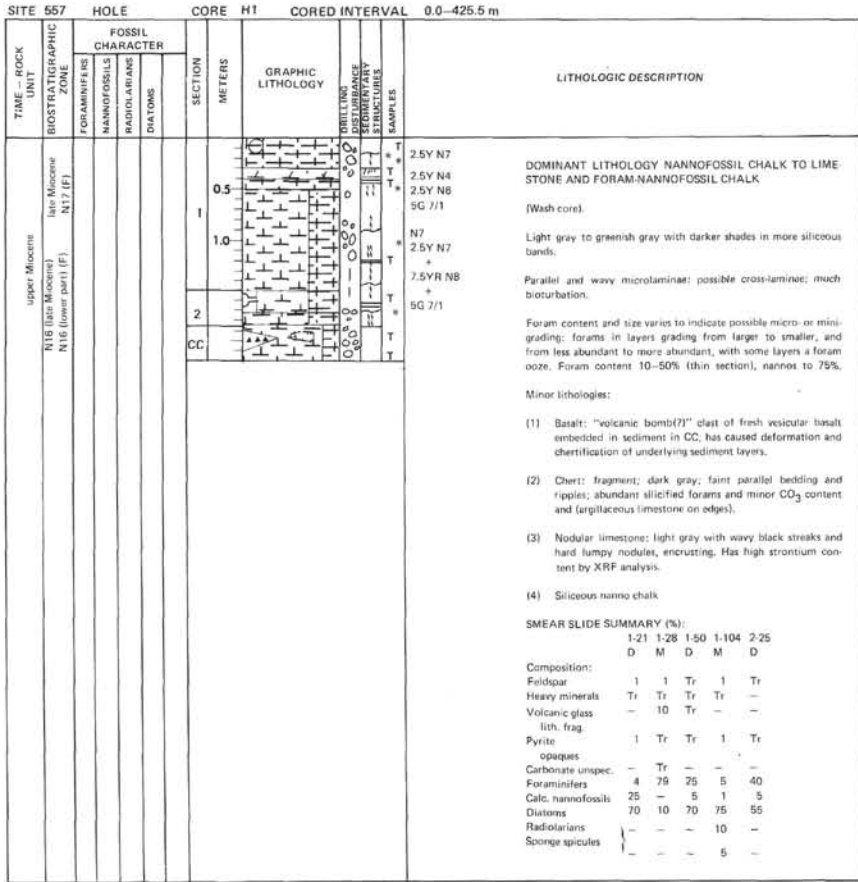 SITE 557 HOLE CORE H1 CORED INTERVAL 0.0–425.5 m
TIME – ROCK UNIT
BIOSTRATIGRAPHIC ZONE
FOSSIL CHARACTER
FORAMINIFERS
NANNOFOSSILS
RADIOLARIANS
DIATOMS
SECTION
METERS
GRAPHIC LITHOLOGY
DRILLING DISTURBANCE
SEDIMENTARY STRUCTURES
SAMPLES
LITHOLOGIC DESCRIPTION
upper Miocene
late Miocene
N17 (F)
N16 (late Miocene)
N16 (lower part) (F)
1
0.5
1.0
2
CC
T
*
*
T
T
*
*
T
T
*
T
T
2.5Y N7
2.5Y N4
2.5Y N6
5G 7/1
N7
2.5Y N7
+
7.5YR N8
+
5G 7/1
DOMINANT LITHOLOGY NANNOFOSSIL CHALK TO LIME-
STONE AND FORAM-NANNOFOSSIL CHALK
(Wash core).
Light gray to greenish gray with darker shades in more siliceous
bands.
Parallel and wavy microlaminae; possible cross-laminae; much
bioturbation.
Foram content and size varies to indicate possible micro- or mini-
grading: forams in layers grading from larger to smaller, and
from less abundant to more abundant, with some layers a foram
ooze. Foram content 10–50% (thin section), nannos to 75%.
Minor lithologies:
(1) Basalt: "volcanic bomb(?)" clast of fresh vesicular basalt
embedded in sediment in CC, has caused deformation and
chertification of underlying sediment layers.
(2) Chert: fragment; dark gray; faint parallel bedding and
ripples; abundant silicified forams and minor CO3 content
and (argillaceous limestone on edges).
(3) Nodular limestone: light gray with wavy black streaks and
hard lumpy nodules, encrusting. Has high strontium con-
tent by XRF analysis.
(4) Siliceous nanno chalk
SMEAR SLIDE SUMMARY (%):
1-21 1-28 1-50 1-104 2-25
D M D M D
Composition:
Feldspar 1 1 Tr 1 Tr
Heavy minerals Tr Tr Tr Tr –
Volcanic glass – 10 Tr – –
lith. frag.
Pyrite 1 Tr Tr 1 Tr
opaques
Carbonate unspec. – Tr – – –
Foraminifers 4 79 25 5 40
Calc. nannofossils 25 – 5 1 5
Diatoms 70 10 70 75 55
Radiolarians – – – 10 –
Sponge spicules – – – 5 –